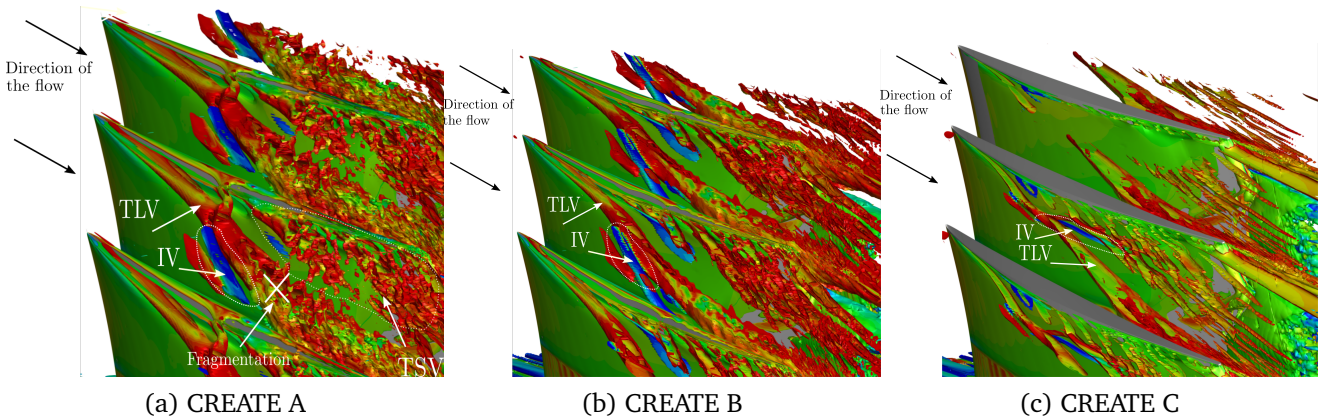 Direction of
the flow
TLV
IV
Fragmentation
TSV
(a) CREATE A
Direction of
the flow
TLV
IV
(b) CREATE B
Direction of
the flow
IV
TLV
(c) CREATE C